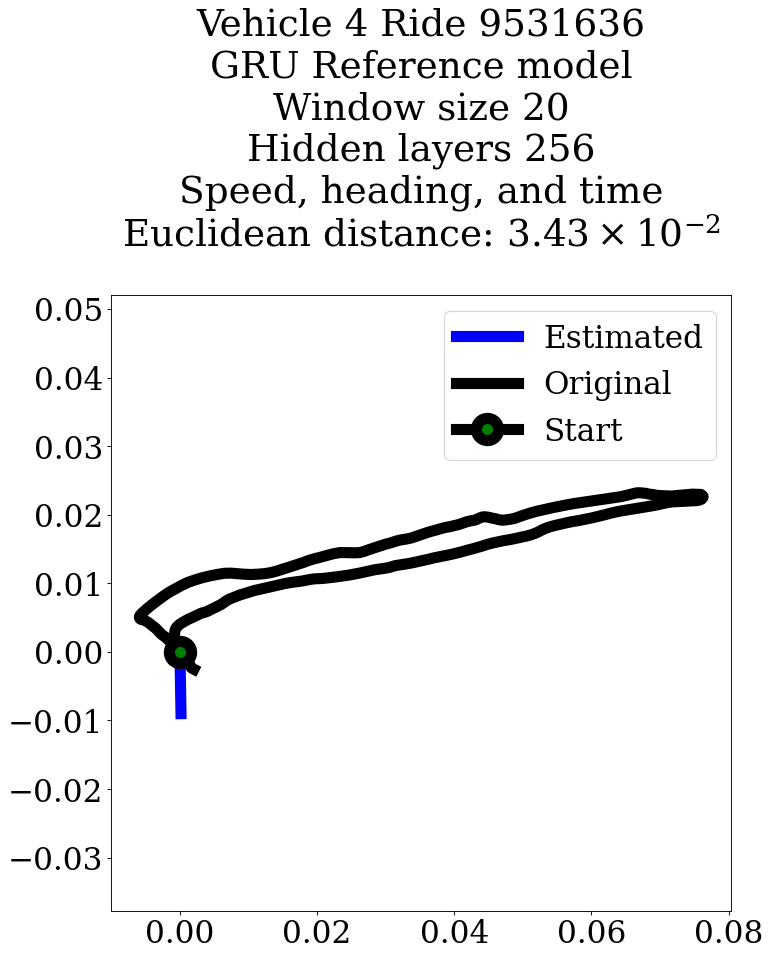 Vehicle 4 Ride 9531636
GRU Reference model
Window size 20
Hidden layers 256
Speed, heading, and time
Euclidean distance: 3.43 × 10⁻²
Estimated
Original
Start
0.05
0.04
0.03
0.02
0.01
0.00
−0.01
−0.02
−0.03
0.00 0.02 0.04 0.06 0.08